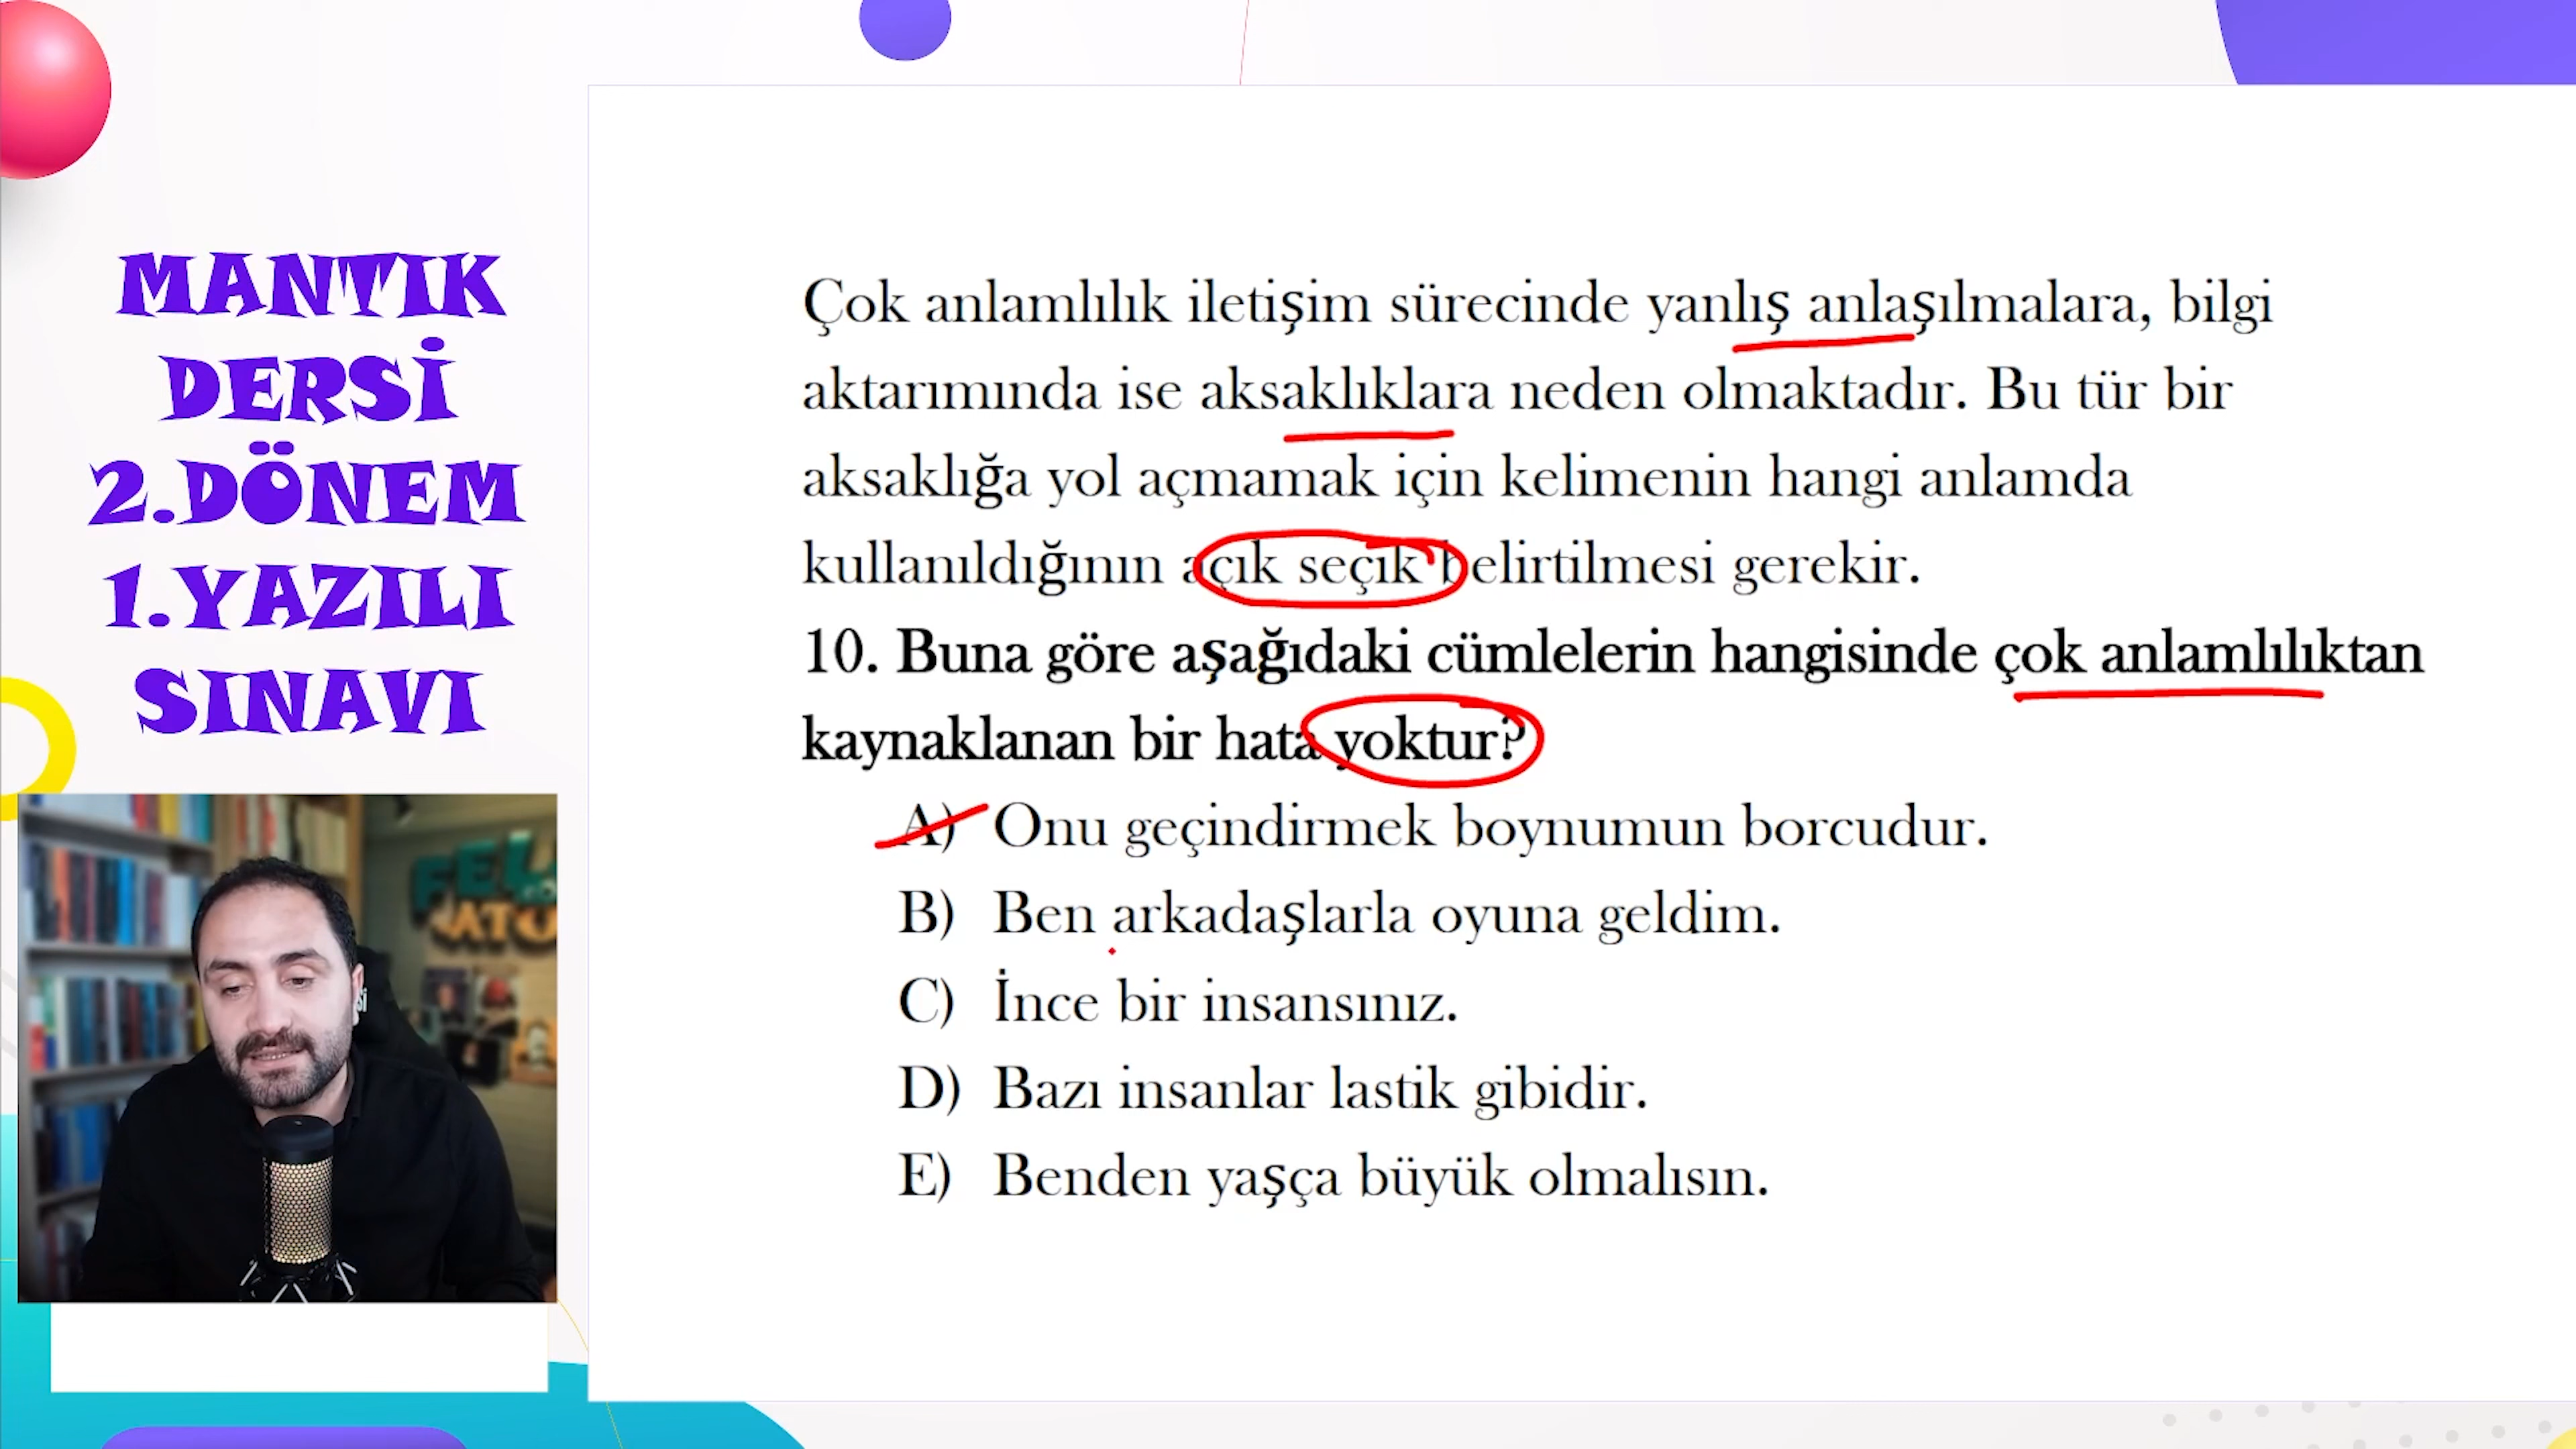 MANTIK
DERSİ
2.DÖNEM
1.YAZILI
SINAVI
Çok anlamlılık iletişim sürecinde yanlış anlaşılmalara, bilgi
aktarımında ise aksaklıklara neden olmaktadır. Bu tür bir
aksaklığa yol açmamak için kelimenin hangi anlamda
kullanıldığının açık seçik belirtilmesi gerekir.
10. Buna göre aşağıdaki cümlelerin hangisinde çok anlamlılıktan
kaynaklanan bir hata yoktur?
A) Onu geçindirmek boynumun borcudur.
B) Ben arkadaşlarla oyuna geldim.
C) İnce bir insansınız.
D) Bazı insanlar lastik gibidir.
E) Benden yaşça büyük olmalısın.